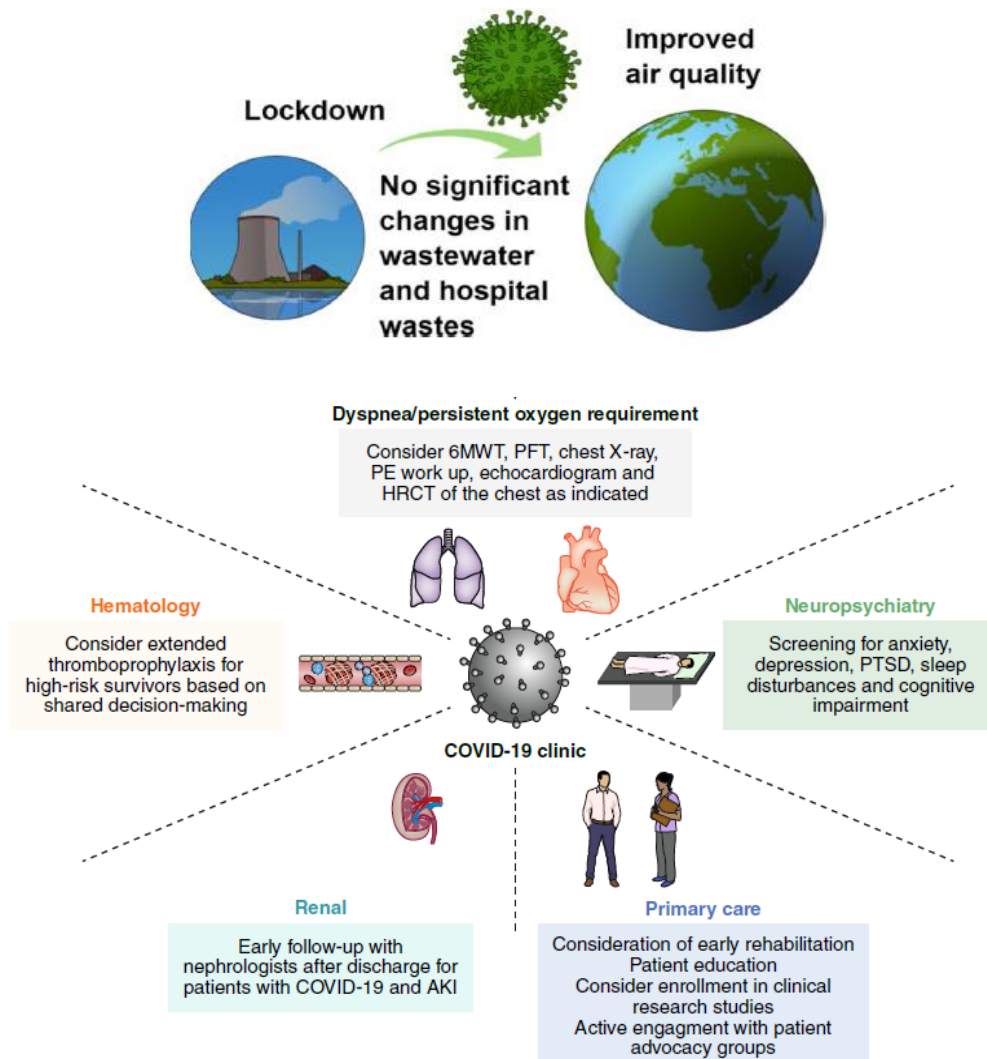 Lockdown
Improved
air quality
No significant
changes in
wastewater
and hospital
wastes
Dyspnea/persistent oxygen requirement
Consider 6MWT, PFT, chest X-ray,
PE work up, echocardiogram and
HRCT of the chest as indicated
Hematology
Consider extended
thromboprophylaxis for
high-risk survivors based on
shared decision-making
Neuropsychiatry
Screening for anxiety,
depression, PTSD, sleep
disturbances and cognitive
impairment
COVID-19 clinic
Renal
Early follow-up with
nephrologists after discharge for
patients with COVID-19 and AKI
Primary care
Consideration of early rehabilitation
Patient education
Consider enrollment in clinical
research studies
Active engagment with patient
advocacy groups